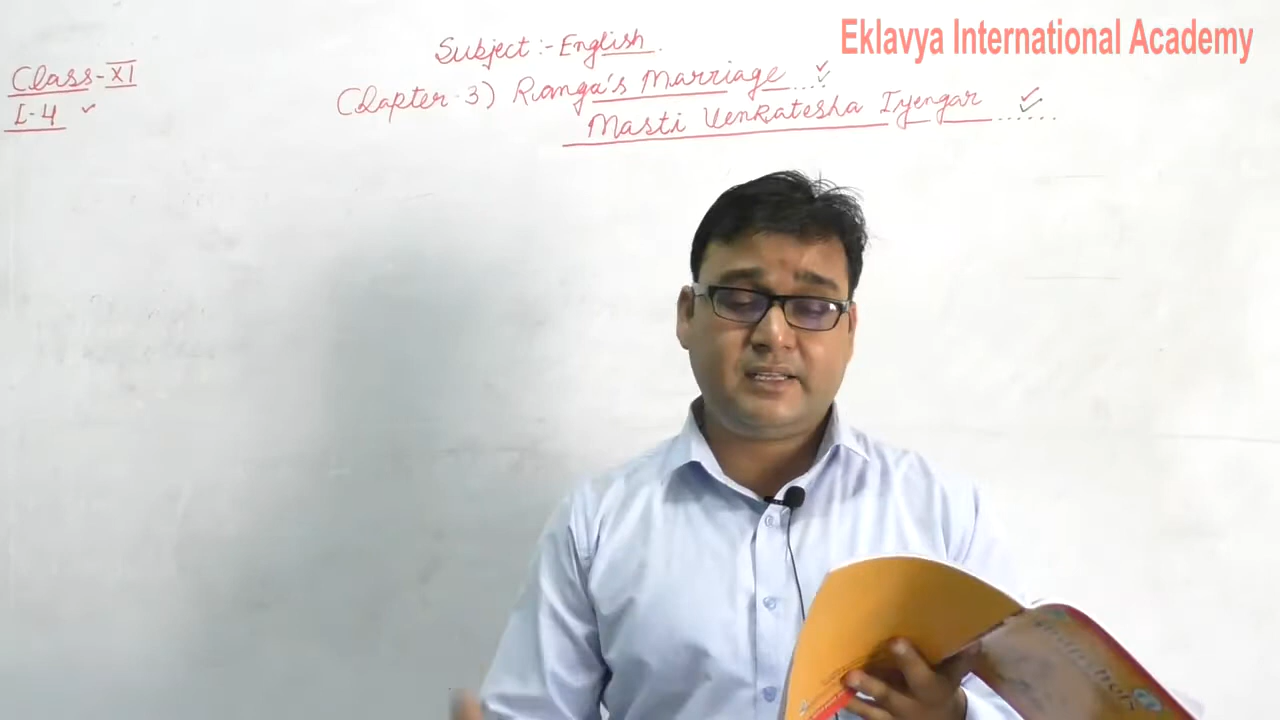 Eklavya International Academy
Subject :- English.
Class-XI
Chapter-3) Ranga's Marriage...
L-4
Masti Venkatesha Iyengar ......